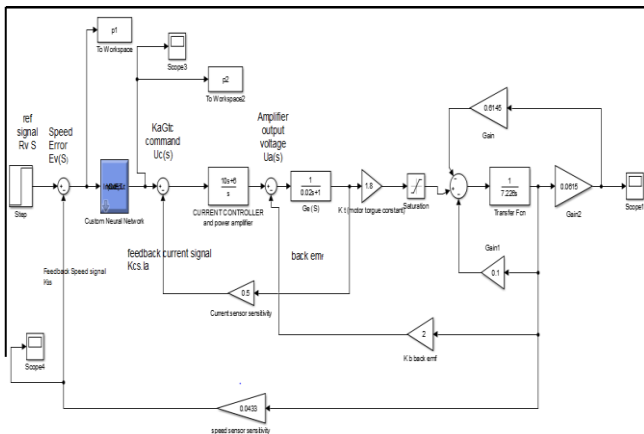 p1
To Workspace
Scope3
p2
To Workspace2
ref
signal
Rv S
Speed
Error
Ev(S)
KaGtc
command
Uc(s)
Amplifier
output
voltage
Ua(s)
0.6145
Gain
Step
Custom Neural Network
10s+6
s
CURRENT CONTROLLER
and power amplifier
1
0.02s+1
Ge (S)
1.8
K t (motor torgue constant)
Saturation
1
7.226s
Transfer Fcn
0.0615
Gain2
Scope1
Gain1
0.1
feedback current signal
Kcs.Ia
back emf
Feedback Speed signal
0.5
Current sensor sensitivity
2
K b back emf
Scope4
0.0433
speed sensor sensitivity